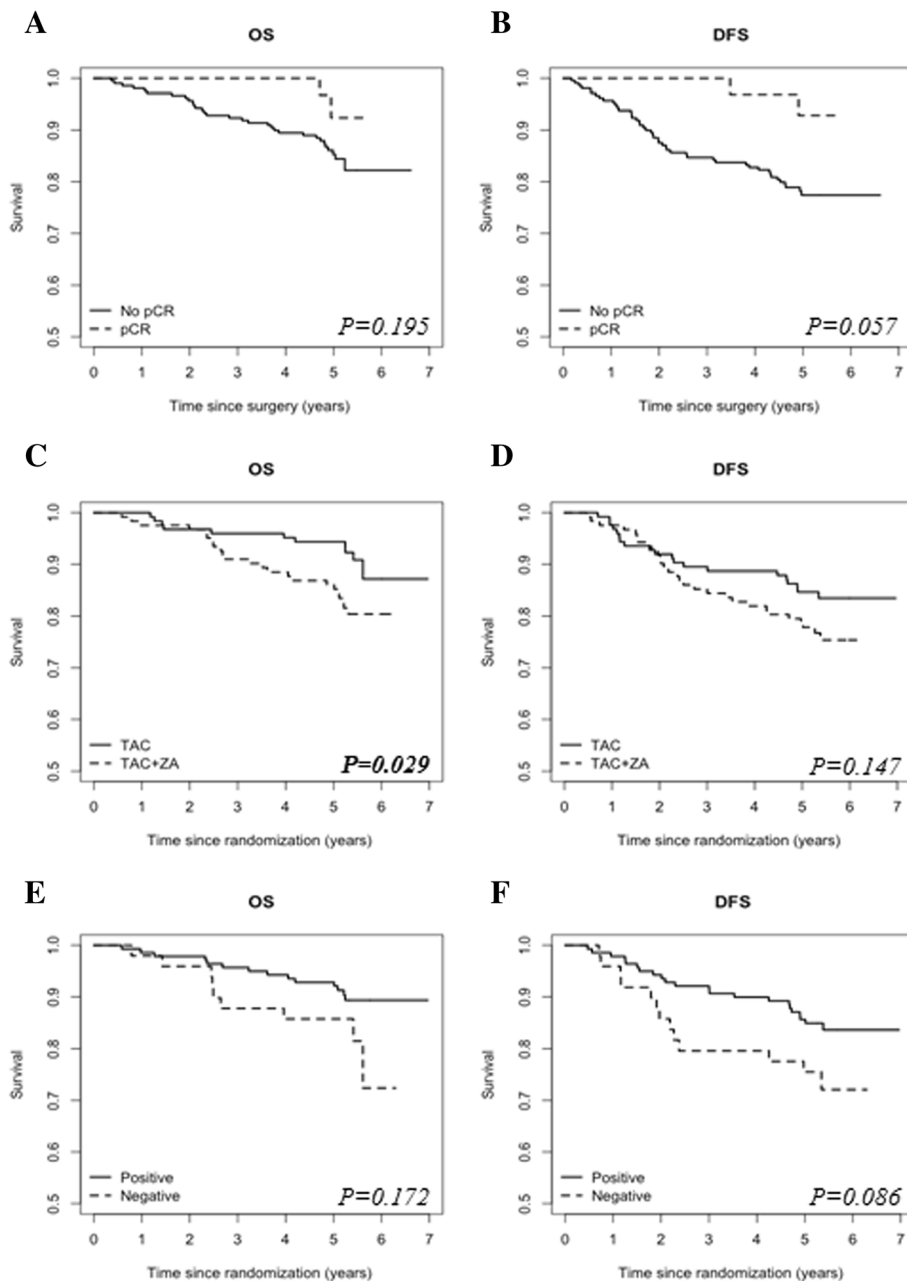 A
OS
Survival
1.0
0.9
0.8
0.7
0.6
0.5
No pCR
pCR
P=0.195
0 1 2 3 4 5 6 7
Time since surgery (years)
B
DFS
Survival
1.0
0.9
0.8
0.7
0.6
0.5
No pCR
pCR
P=0.057
0 1 2 3 4 5 6 7
Time since surgery (years)
C
OS
Survival
1.0
0.9
0.8
0.7
0.6
0.5
TAC
TAC+ZA
P=0.029
0 1 2 3 4 5 6 7
Time since randomization (years)
D
DFS
Survival
1.0
0.9
0.8
0.7
0.6
0.5
TAC
TAC+ZA
P=0.147
0 1 2 3 4 5 6 7
Time since randomization (years)
E
OS
Survival
1.0
0.9
0.8
0.7
0.6
0.5
Positive
Negative
P=0.172
0 1 2 3 4 5 6 7
Time since randomization (years)
F
DFS
Survival
1.0
0.9
0.8
0.7
0.6
0.5
Positive
Negative
P=0.086
0 1 2 3 4 5 6 7
Time since randomization (years)